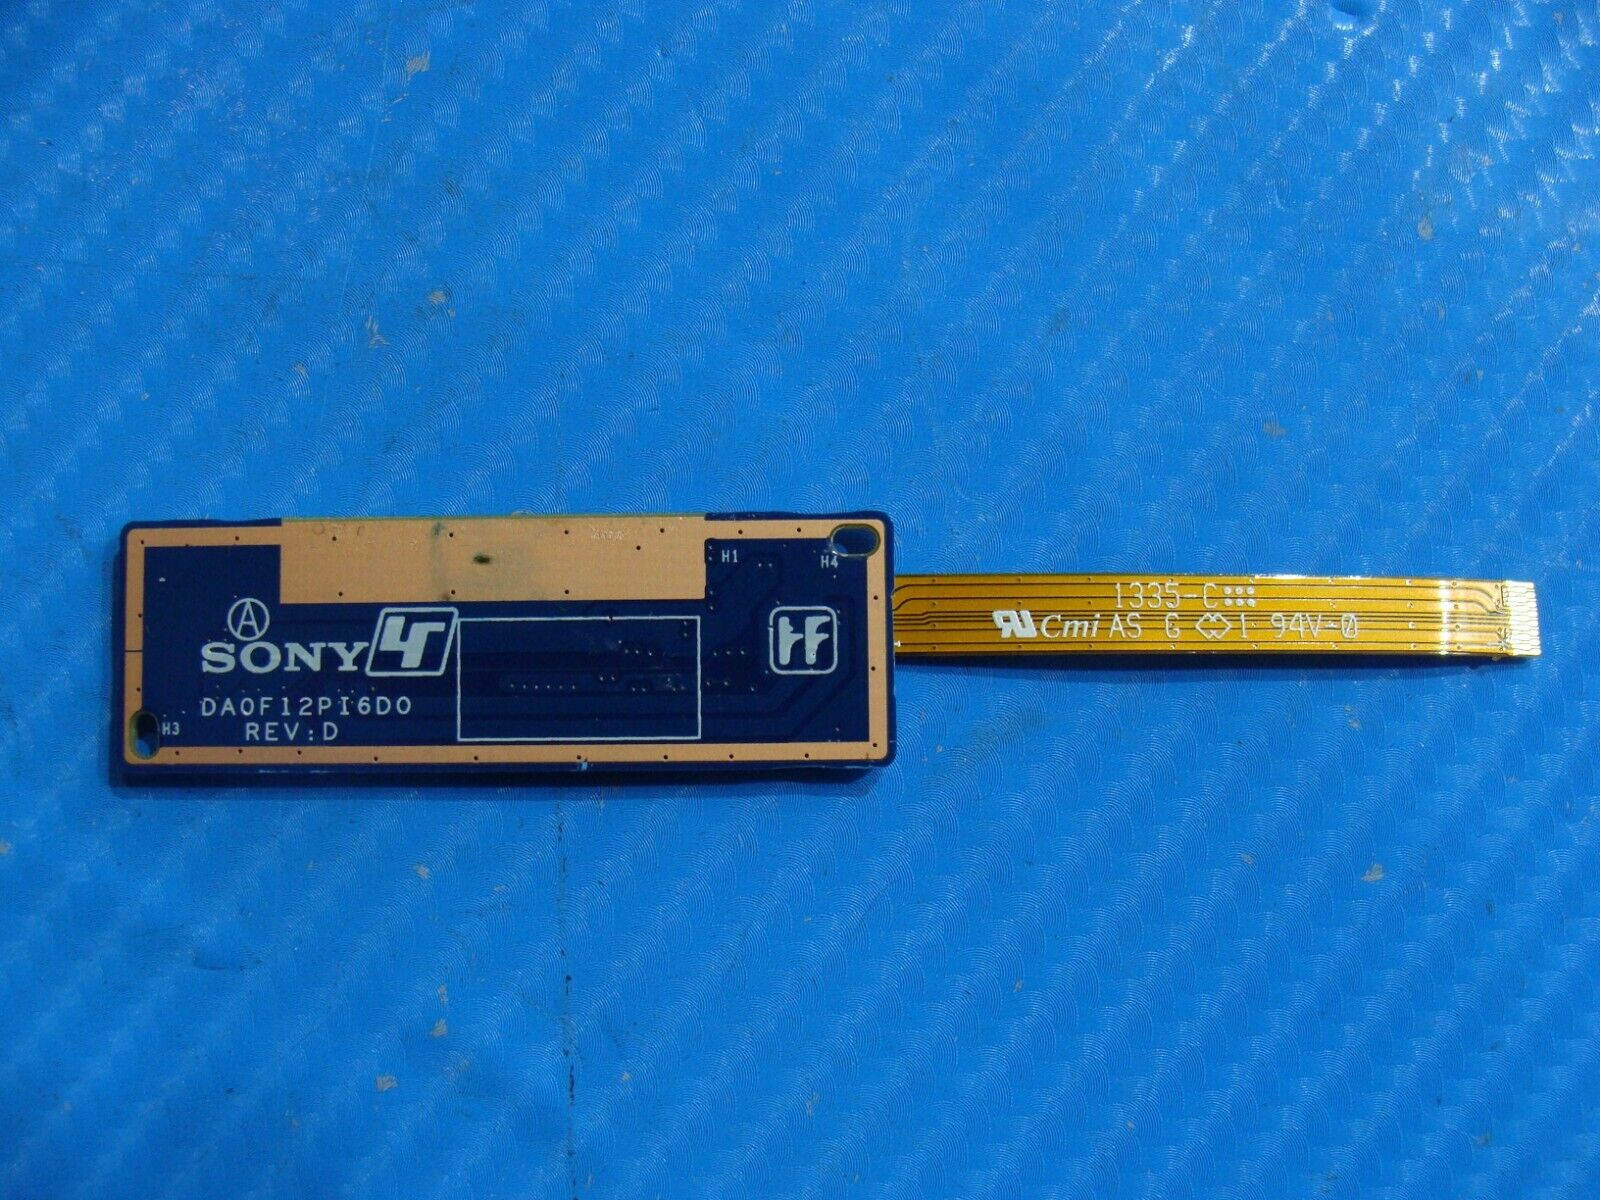 A
SONY
DA0F12PI6D0
REV:D
H1
H4
H3
1335-C
Cmi AS G 1 94V-0